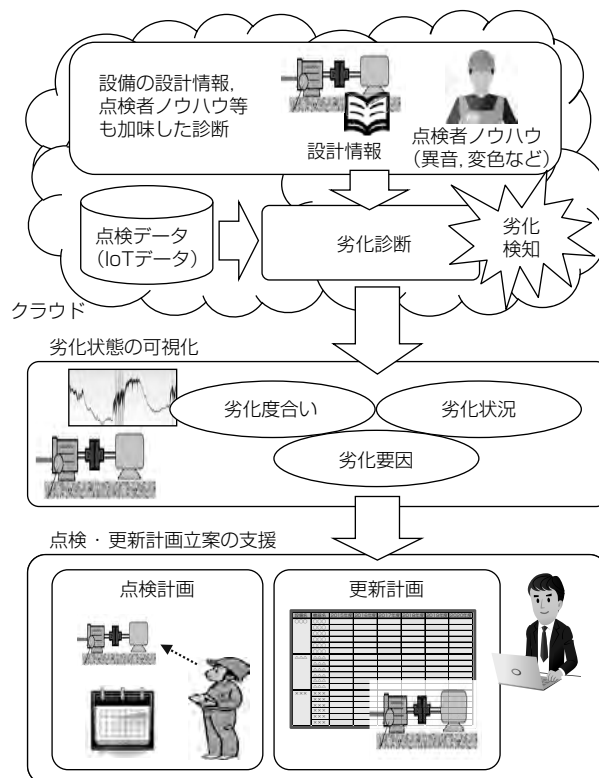 設備の設計情報,
点検者ノウハウ等
も加味した診断
設計情報
点検者ノウハウ
(異音,変色など)
点検データ
(IoTデータ)
劣化診断
劣化
検知
クラウド
劣化状態の可視化
劣化度合い
劣化状況
劣化要因
点検・更新計画立案の支援
点検計画
更新計画